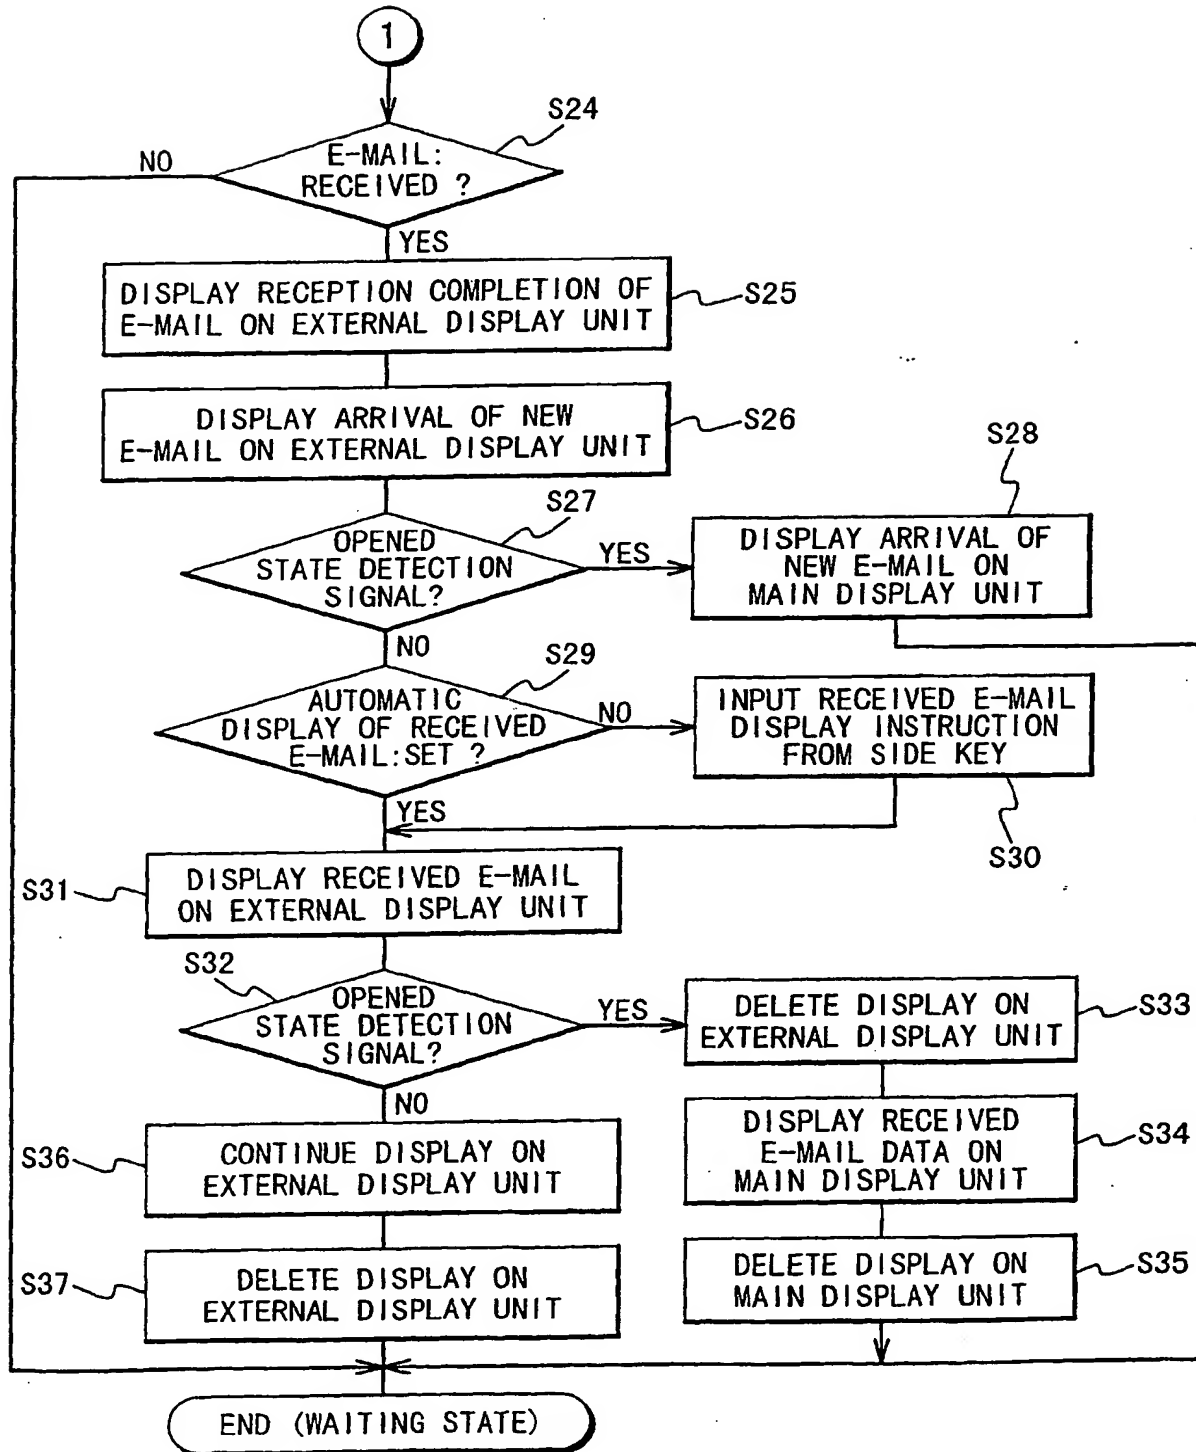 1
S24
E-MAIL:
RECEIVED ?
NO
YES
DISPLAY RECEPTION COMPLETION OF
E-MAIL ON EXTERNAL DISPLAY UNIT
S25
DISPLAY ARRIVAL OF NEW
E-MAIL ON EXTERNAL DISPLAY UNIT
S26
S27
OPENED
STATE DETECTION
SIGNAL?
YES
NO
S28
DISPLAY ARRIVAL OF
NEW E-MAIL ON
MAIN DISPLAY UNIT
S29
AUTOMATIC
DISPLAY OF RECEIVED
E-MAIL:SET ?
NO
YES
INPUT RECEIVED E-MAIL
DISPLAY INSTRUCTION
FROM SIDE KEY
S30
S31
DISPLAY RECEIVED E-MAIL
ON EXTERNAL DISPLAY UNIT
S32
OPENED
STATE DETECTION
SIGNAL?
YES
NO
DELETE DISPLAY ON
EXTERNAL DISPLAY UNIT
S33
DISPLAY RECEIVED
E-MAIL DATA ON
MAIN DISPLAY UNIT
S34
S36
CONTINUE DISPLAY ON
EXTERNAL DISPLAY UNIT
DELETE DISPLAY ON
MAIN DISPLAY UNIT
S35
S37
DELETE DISPLAY ON
EXTERNAL DISPLAY UNIT
END (WAITING STATE)